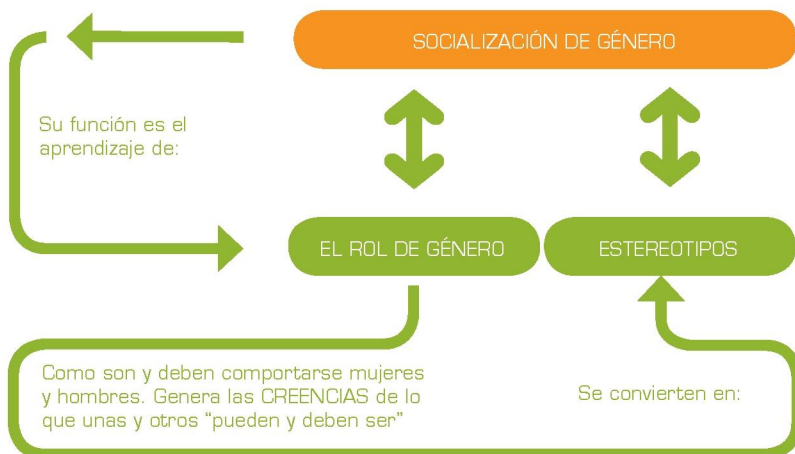 SOCIALIZACIÓN DE GÉNERO
Su función es el
aprendizaje de:
EL ROL DE GÉNERO
ESTEREOTIPOS
Como son y deben comportarse mujeres
y hombres. Genera las CREENCIAS de lo
que unas y otros “pueden y deben ser”
Se convierten en: